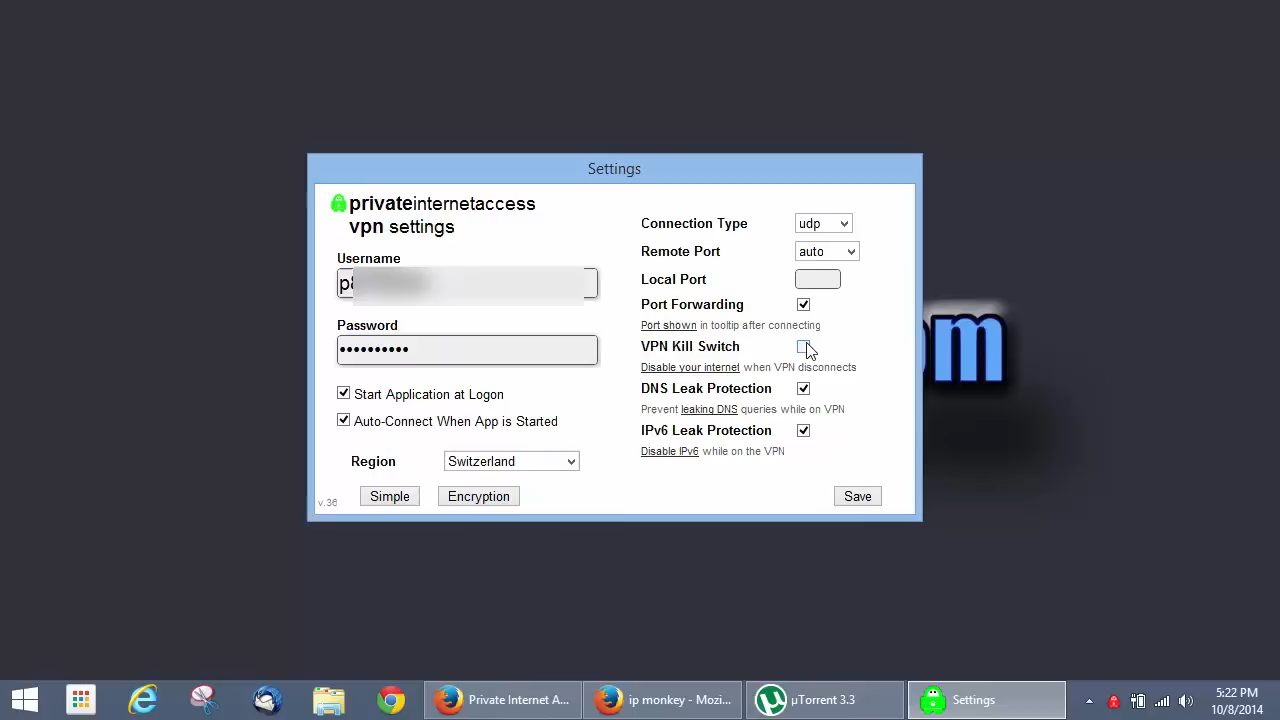 Settings
privateinternetaccess
vpn settings
Username
Password
••••••••••
Start Application at Logon
Auto-Connect When App is Started
Region Switzerland
v.36 Simple Encryption
Connection Type udp
Remote Port auto
Local Port
Port Forwarding
Port shown in tooltip after connecting
VPN Kill Switch
Disable your internet when VPN disconnects
DNS Leak Protection
Prevent leaking DNS queries while on VPN
IPv6 Leak Protection
Disable IPv6 while on the VPN
Save
om
Private Internet A... ip monkey - Mozi... µTorrent 3.3 Settings
5:22 PM
10/8/2014